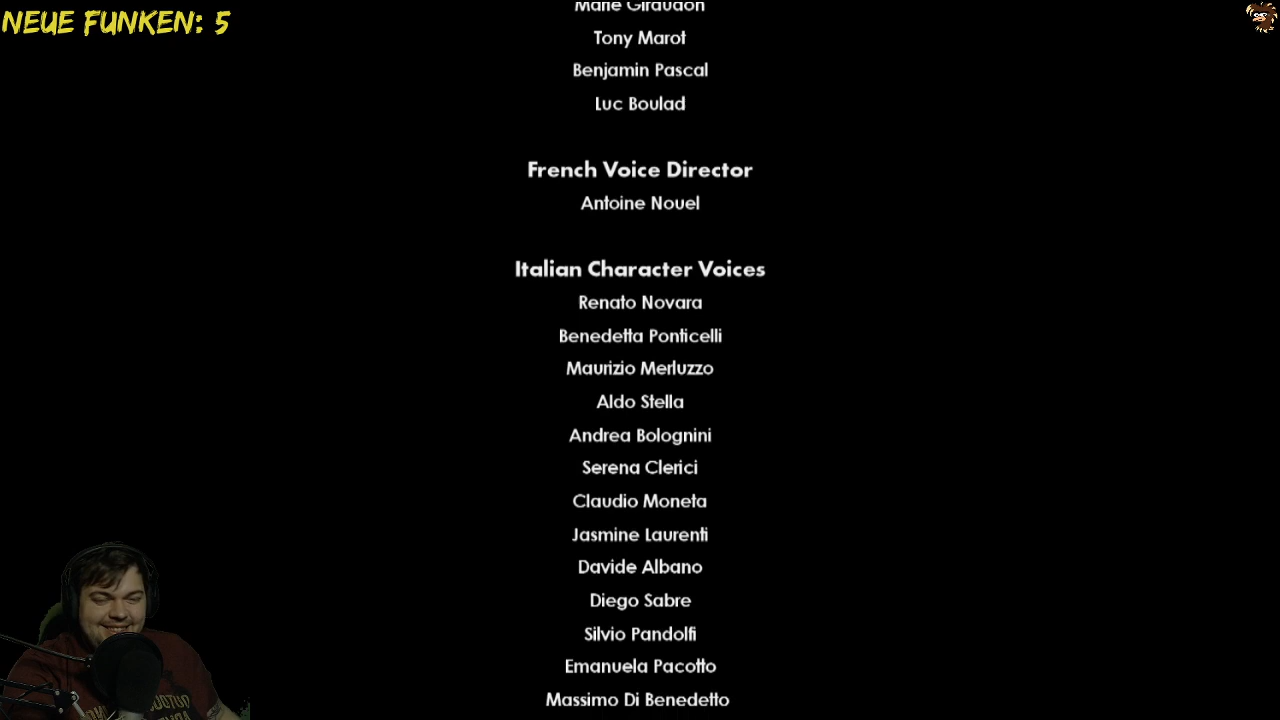 NEUE FUNKEN: 5
Marie Giraudon
Tony Marot
Benjamin Pascal
Luc Boulad
French Voice Director
Antoine Nouel
Italian Character Voices
Renato Novara
Benedetta Ponticelli
Maurizio Merluzzo
Aldo Stella
Andrea Bolognini
Serena Clerici
Claudio Moneta
Jasmine Laurenti
Davide Albano
Diego Sabre
Silvio Pandolfi
Emanuela Pacotto
Massimo Di Benedetto